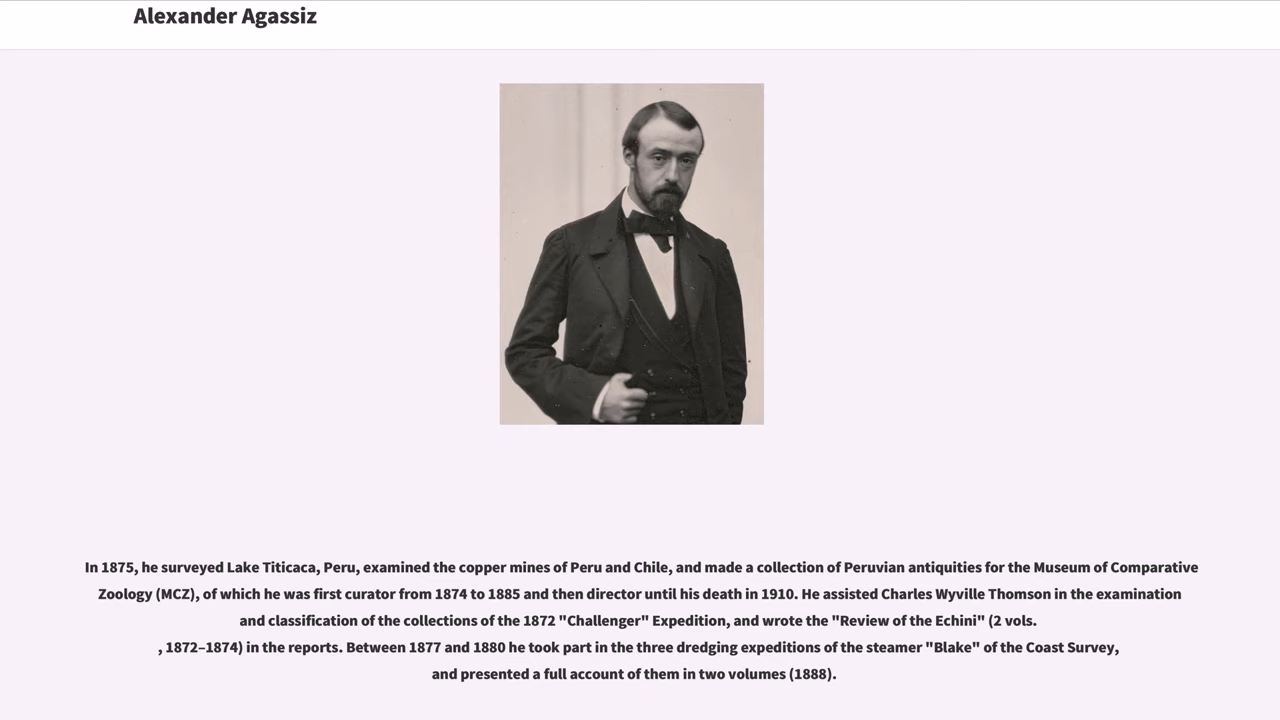 Alexander Agassiz
In 1875, he surveyed Lake Titicaca, Peru, examined the copper mines of Peru and Chile, and made a collection of Peruvian antiquities for the Museum of Comparative
Zoology (MCZ), of which he was first curator from 1874 to 1885 and then director until his death in 1910. He assisted Charles Wyville Thomson in the examination
and classification of the collections of the 1872 "Challenger" Expedition, and wrote the "Review of the Echini" (2 vols.
, 1872–1874) in the reports. Between 1877 and 1880 he took part in the three dredging expeditions of the steamer "Blake" of the Coast Survey,
and presented a full account of them in two volumes (1888).